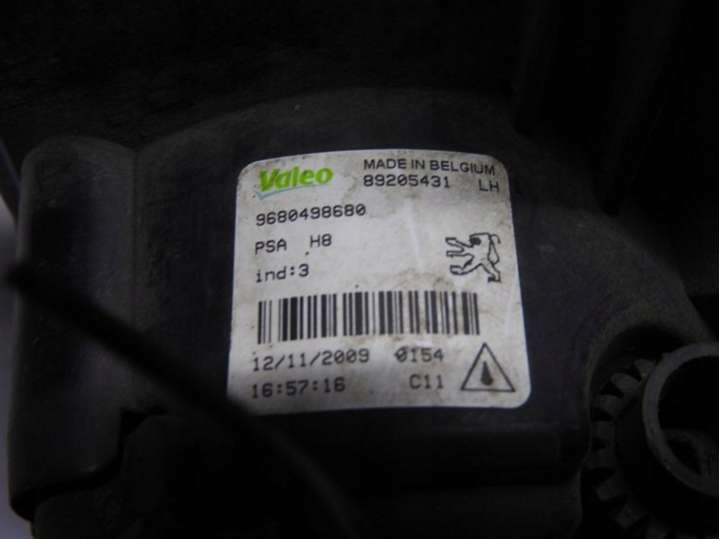 Valeo MADE IN BELGIUM
89205431 LH
9680498680
PSA H8
ind:3
12/11/2009 0154
16:57:16 C11